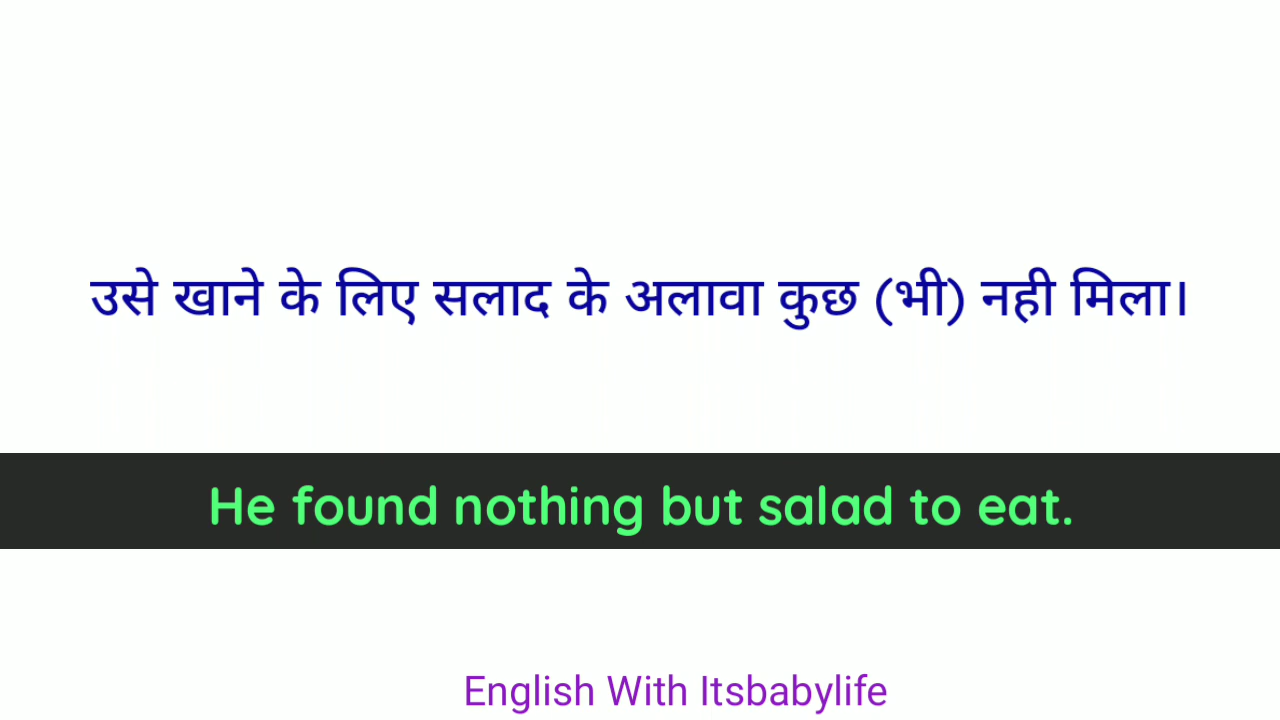 उसे खाने के लिए सलाद के अलावा कुछ (भी) नही मिला।
He found nothing but salad to eat.
English With Itsbabylife